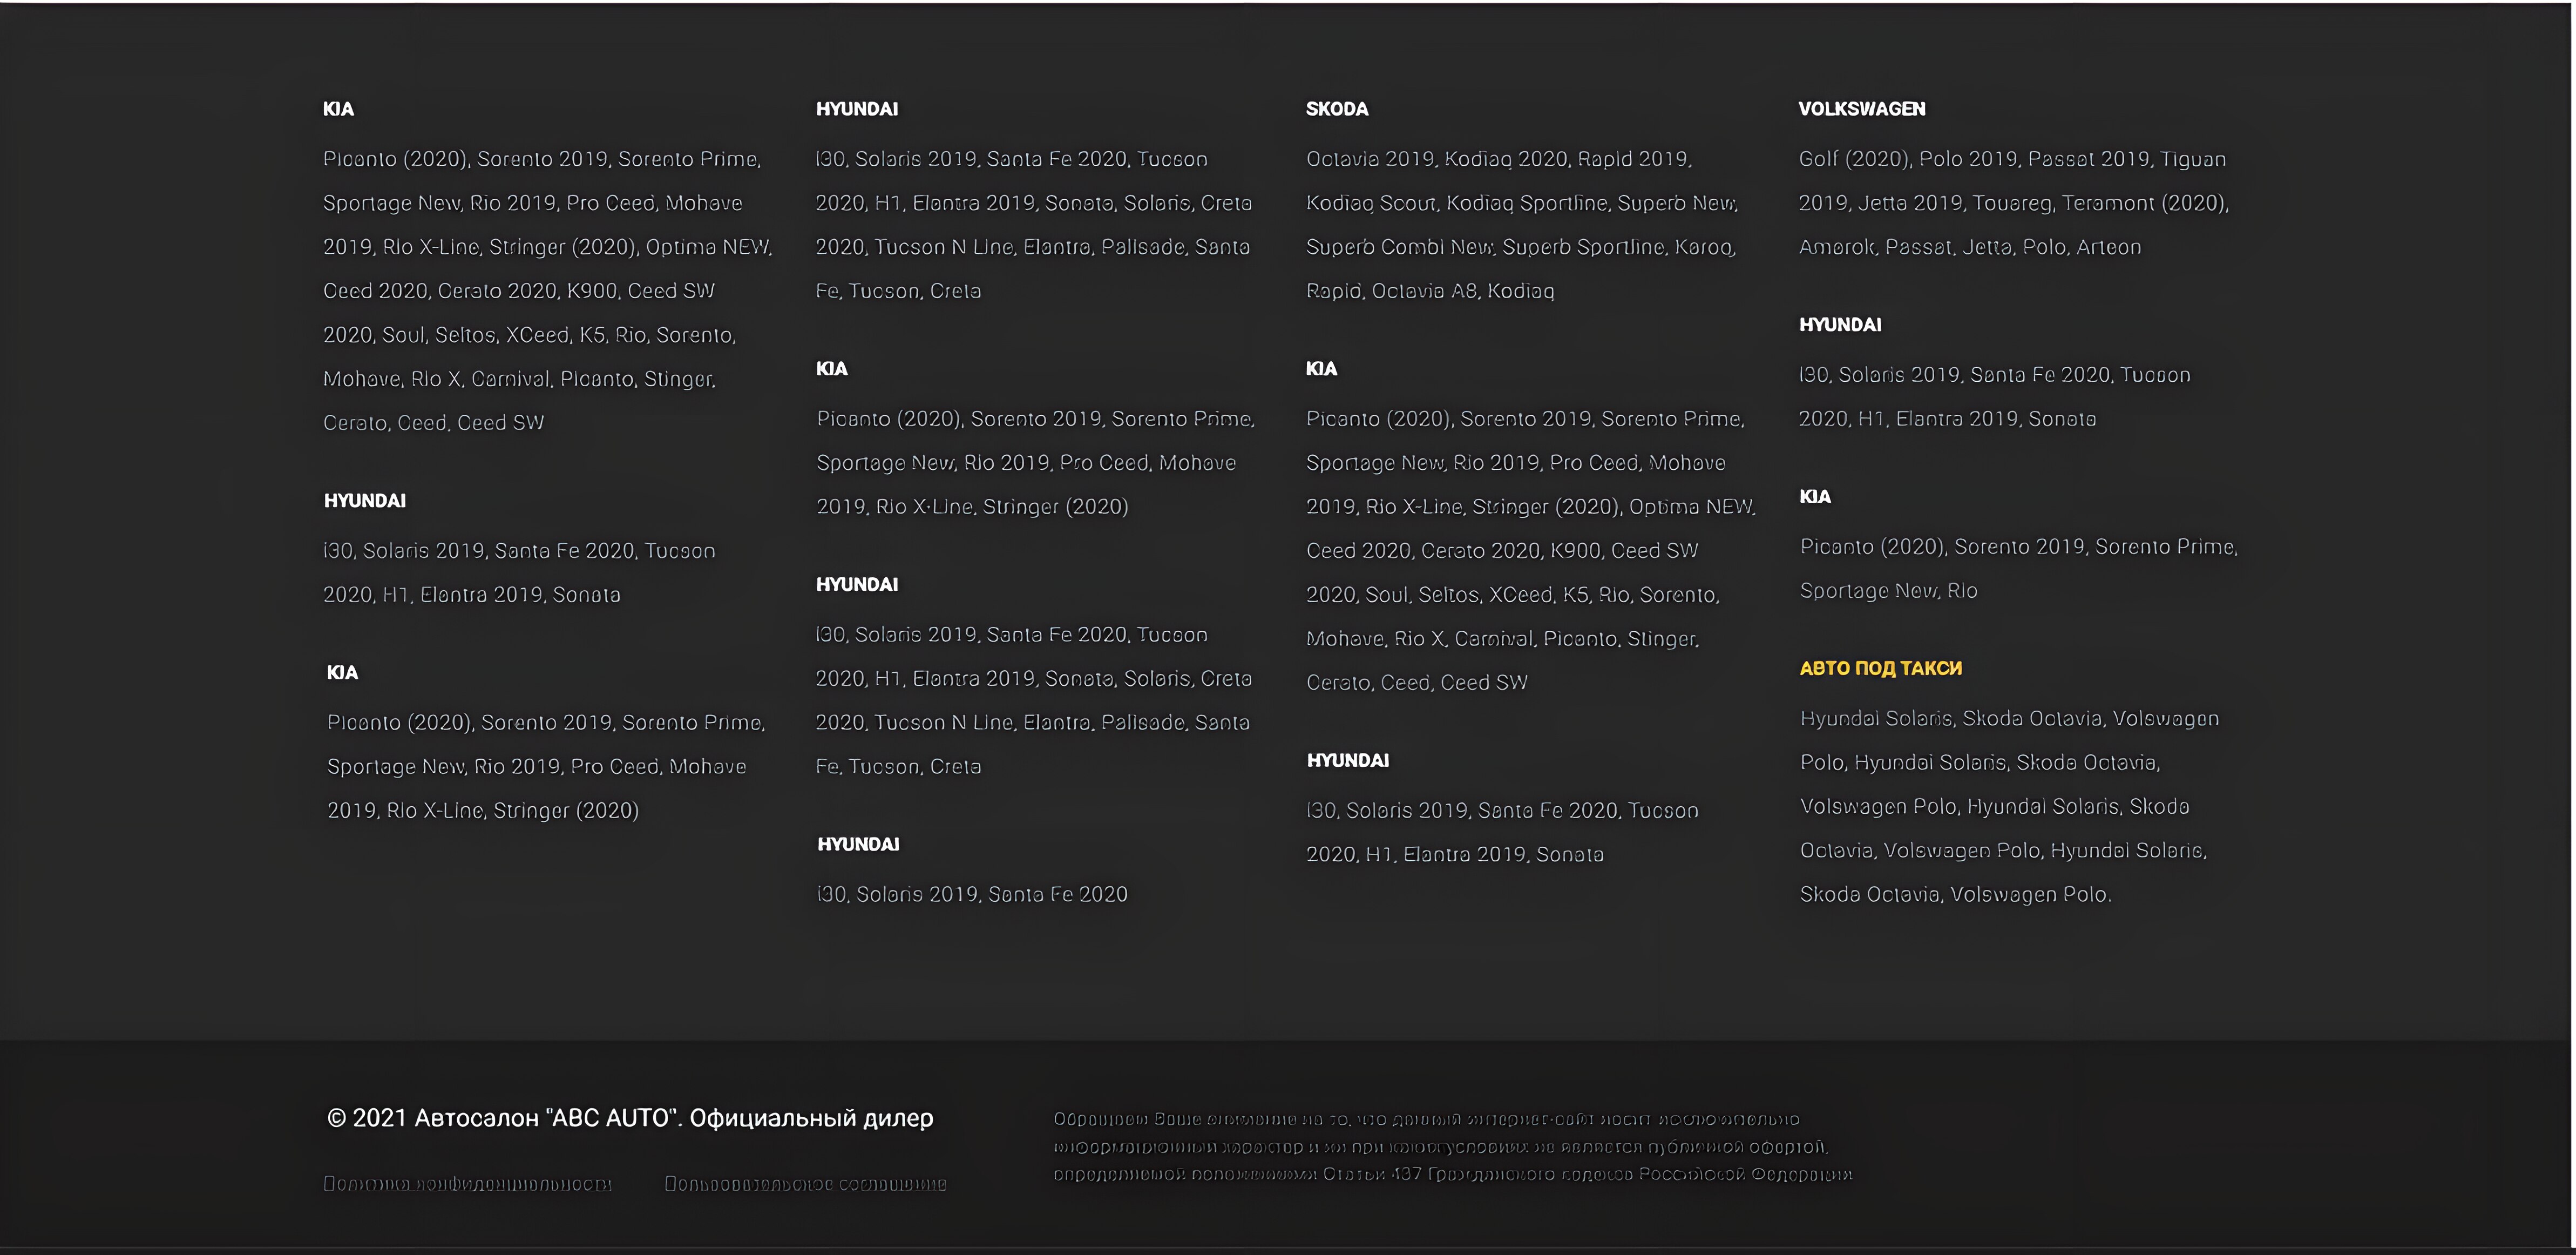 KIA
Picanto (2020), Sorento 2019, Sorento Prime,
Sportage New, Rio 2019, Pro Ceed, Mohave
2019, Rio X-Line, Stringer (2020), Optima NEW,
Ceed 2020, Cerato 2020, K900, Ceed SW
2020, Soul, Seltos, XCeed, K5, Rio, Sorento,
Mohave, Rio X, Carnival, Picanto, Stinger,
Cerato, Ceed, Ceed SW
HYUNDAI
i30, Solaris 2019, Santa Fe 2020, Tucson
2020, H1, Elantra 2019, Sonata
KIA
Picanto (2020), Sorento 2019, Sorento Prime,
Sportage New, Rio 2019, Pro Ceed, Mohave
2019, Rio X-Line, Stringer (2020)
HYUNDAI
i30, Solaris 2019, Santa Fe 2020, Tucson
2020, H1, Elantra 2019, Sonata, Solaris, Creta
2020, Tucson N Line, Elantra, Palisade, Santa
Fe, Tucson, Creta
KIA
Picanto (2020), Sorento 2019, Sorento Prime,
Sportage New, Rio 2019, Pro Ceed, Mohave
2019, Rio X-Line, Stringer (2020)
HYUNDAI
i30, Solaris 2019, Santa Fe 2020, Tucson
2020, H1, Elantra 2019, Sonata, Solaris, Creta
2020, Tucson N Line, Elantra, Palisade, Santa
Fe, Tucson, Creta
HYUNDAI
i30, Solaris 2019, Santa Fe 2020
SKODA
Octavia 2019, Kodiaq 2020, Rapid 2019,
Kodiaq Scout, Kodiaq Sportline, Superb New,
Superb Combi New, Superb Sportline, Karoq,
Rapid, Octavia A8, Kodiaq
KIA
Picanto (2020), Sorento 2019, Sorento Prime,
Sportage New, Rio 2019, Pro Ceed, Mohave
2019, Rio X-Line, Stringer (2020), Optima NEW,
Ceed 2020, Cerato 2020, K900, Ceed SW
2020, Soul, Seltos, XCeed, K5, Rio, Sorento,
Mohave, Rio X, Carnival, Picanto, Stinger,
Cerato, Ceed, Ceed SW
HYUNDAI
i30, Solaris 2019, Santa Fe 2020, Tucson
2020, H1, Elantra 2019, Sonata
VOLKSWAGEN
Golf (2020), Polo 2019, Passat 2019, Tiguan
2019, Jetta 2019, Touareg, Teramont (2020),
Amarok, Passat, Jetta, Polo, Arteon
HYUNDAI
i30, Solaris 2019, Santa Fe 2020, Tucson
2020, H1, Elantra 2019, Sonata
KIA
Picanto (2020), Sorento 2019, Sorento Prime,
Sportage New, Rio
АВТО ПОД ТАКСИ
Hyundai Solaris, Skoda Octavia, Volswagen
Polo, Hyundai Solaris, Skoda Octavia,
Volswagen Polo, Hyundai Solaris, Skoda
Octavia, Volswagen Polo, Hyundai Solaris,
Skoda Octavia, Volswagen Polo.
© 2021 Автосалон "ABC AUTO". Официальный дилер
Политика конфиденциальности
Пользовательское соглашение
Обращаем Ваше внимание на то, что данный интернет-сайт носит исключительно
информационный характер и ни при каких условиях не является публичной офертой,
определяемой положениями Статьи 437 Гражданского кодекса Российской Федерации